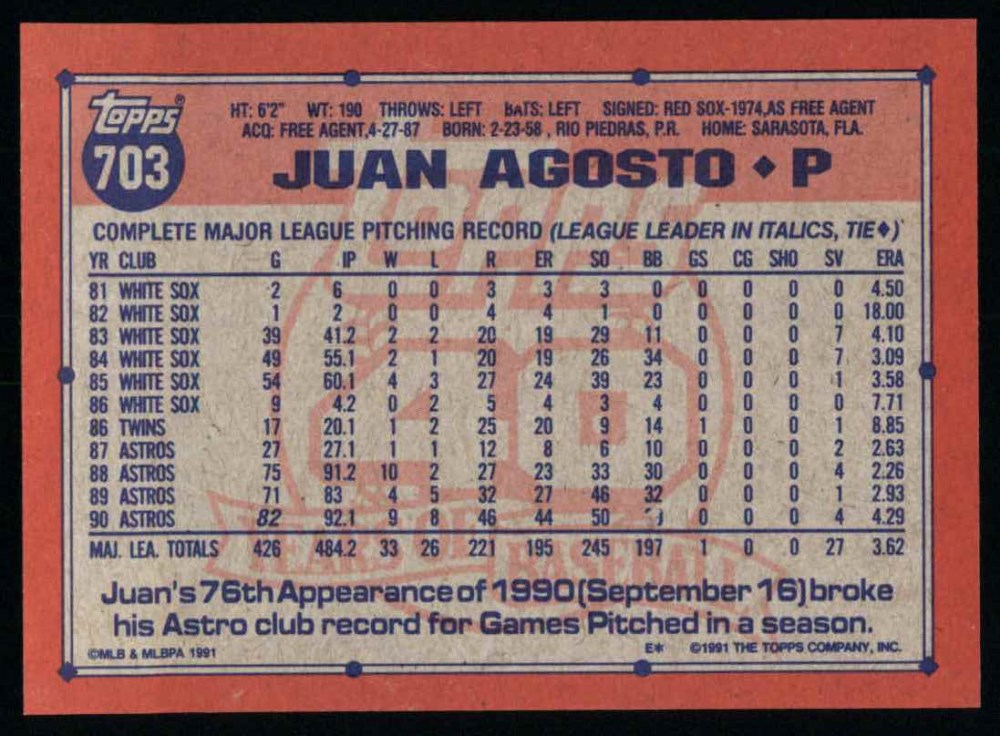 topps®
703
HT: 6'2" WT: 190 THROWS: LEFT BATS: LEFT SIGNED: RED SOX-1974,AS FREE AGENT
ACQ: FREE AGENT,4-27-87 BORN: 2-23-58 , RIO PIEDRAS, P.R. HOME: SARASOTA, FLA.
JUAN AGOSTO ♦ P
COMPLETE MAJOR LEAGUE PITCHING RECORD (LEAGUE LEADER IN ITALICS, TIE♦)
YR CLUB G IP W L R ER SO BB GS CG SHO SV ERA
81 WHITE SOX 2 6 0 0 3 3 3 0 0 0 0 0 4.50
82 WHITE SOX 1 2 0 0 4 4 1 0 0 0 0 0 18.00
83 WHITE SOX 39 41.2 2 2 20 19 29 11 0 0 0 7 4.10
84 WHITE SOX 49 55.1 2 1 20 19 26 34 0 0 0 7 3.09
85 WHITE SOX 54 60.1 4 3 27 24 39 23 0 0 0 1 3.58
86 WHITE SOX 9 4.2 0 2 5 4 3 4 0 0 0 0 7.71
86 TWINS 17 20.1 1 2 25 20 9 14 1 0 0 1 8.85
87 ASTROS 27 27.1 1 1 12 8 6 10 0 0 0 2 2.63
88 ASTROS 75 91.2 10 2 27 23 33 30 0 0 0 4 2.26
89 ASTROS 71 83 4 5 32 27 46 32 0 0 0 1 2.93
90 ASTROS 82 92.1 9 8 46 44 50 0 0 0 4 4.29
MAJ. LEA. TOTALS 426 484.2 33 26 221 195 245 197 1 0 0 27 3.62
topps
40
YEARS OF BASEBALL
Juan's 76th Appearance of 1990 (September 16) broke
his Astro club record for Games Pitched in a season.
©MLB & MLBPA 1991 E* ©1991 THE TOPPS COMPANY, INC.